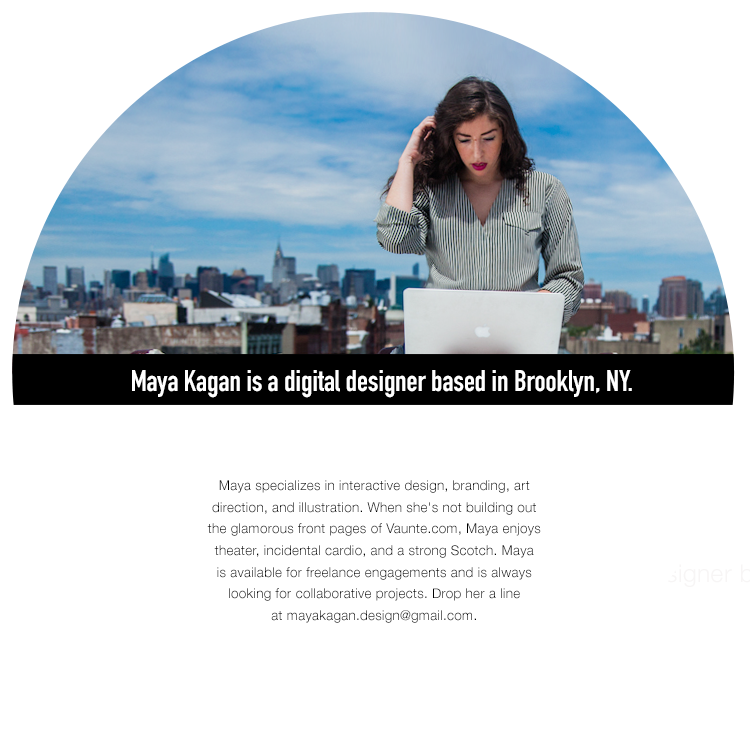 Maya Kagan is a digital designer based in Brooklyn, NY.
Maya specializes in interactive design, branding, art
direction, and illustration. When she's not building out
the glamorous front pages of Vaunte.com, Maya enjoys
theater, incidental cardio, and a strong Scotch. Maya
is available for freelance engagements and is always
looking for collaborative projects. Drop her a line
at mayakagan.design@gmail.com.